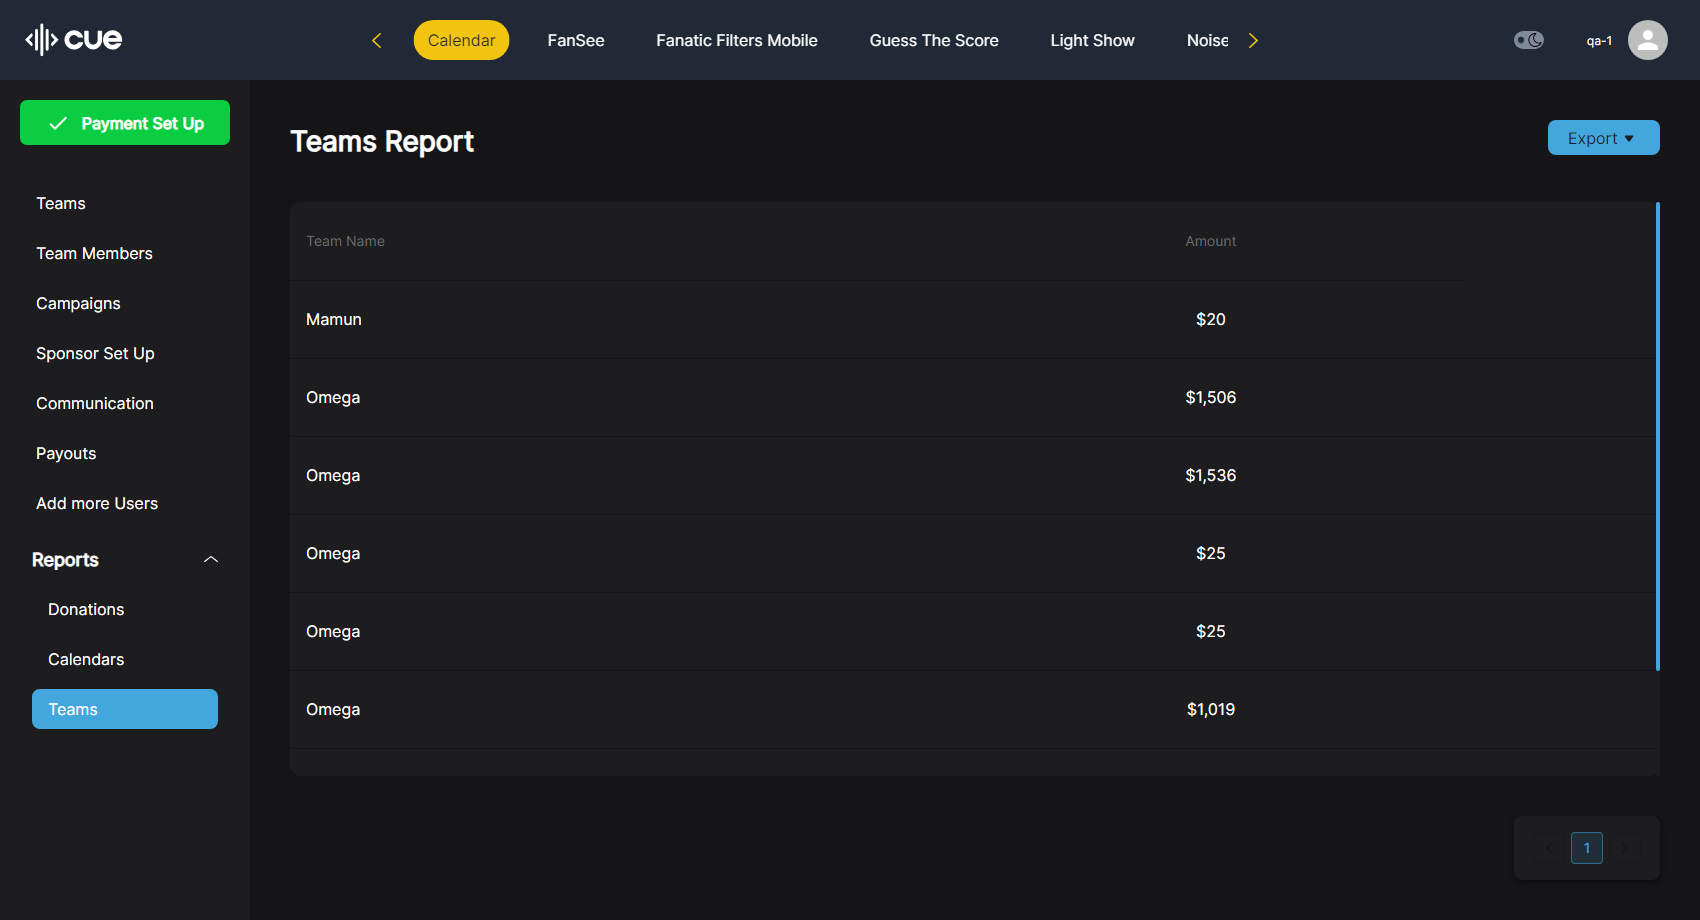 cue
Calendar
FanSee
Fanatic Filters Mobile
Guess The Score
Light Show
Noise
qa-1
Payment Set Up
Teams
Team Members
Campaigns
Sponsor Set Up
Communication
Payouts
Add more Users
Reports
Donations
Calendars
Teams
Teams Report
Export
Team Name Amount
Mamun $20
Omega $1,506
Omega $1,536
Omega $25
Omega $25
Omega $1,019
1